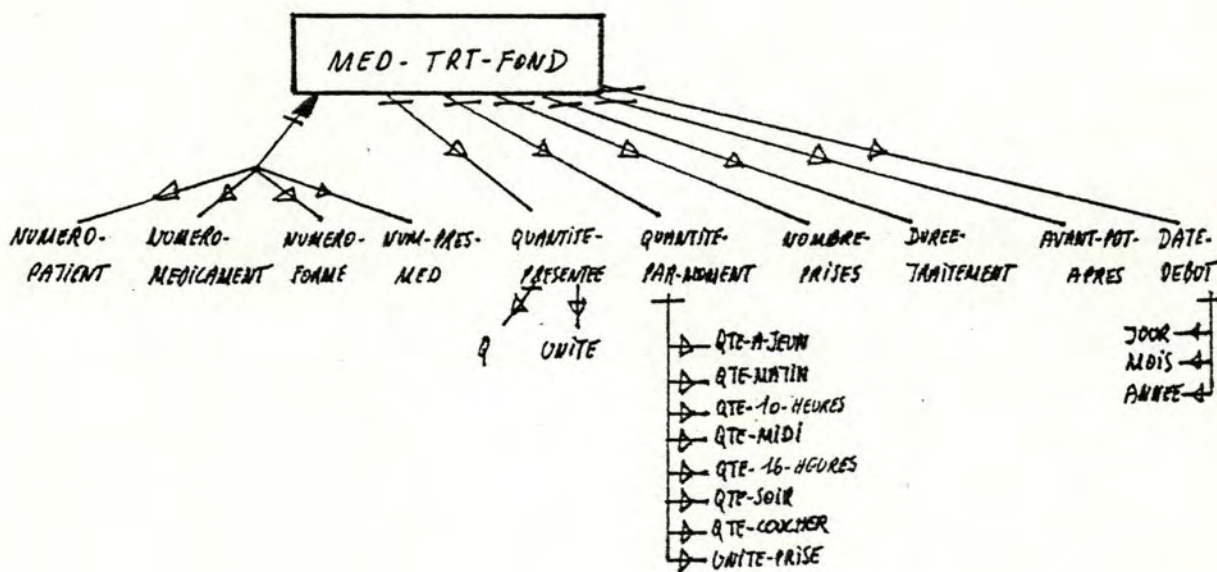 MED-TRT-FOND
NUMERO- NUMERO- NUMERO- NUM-PRES- QUANTITE- QUANTITE- NOMBRE- DUREE- AVANT-PDT- DATE-
PATIENT MEDICAMENT FORME MED PRESENTEE PAR-MOMENT PRISES TRAITEMENT APRES DEBUT
Q UNITE
QTE-A-JEUN
QTE-MATIN
QTE-10-HEURES
QTE-MIDI
QTE-16-HEURES
QTE-SOIR
QTE-COUCHER
UNITE-PRISE
JOUR
MOIS
ANNEE